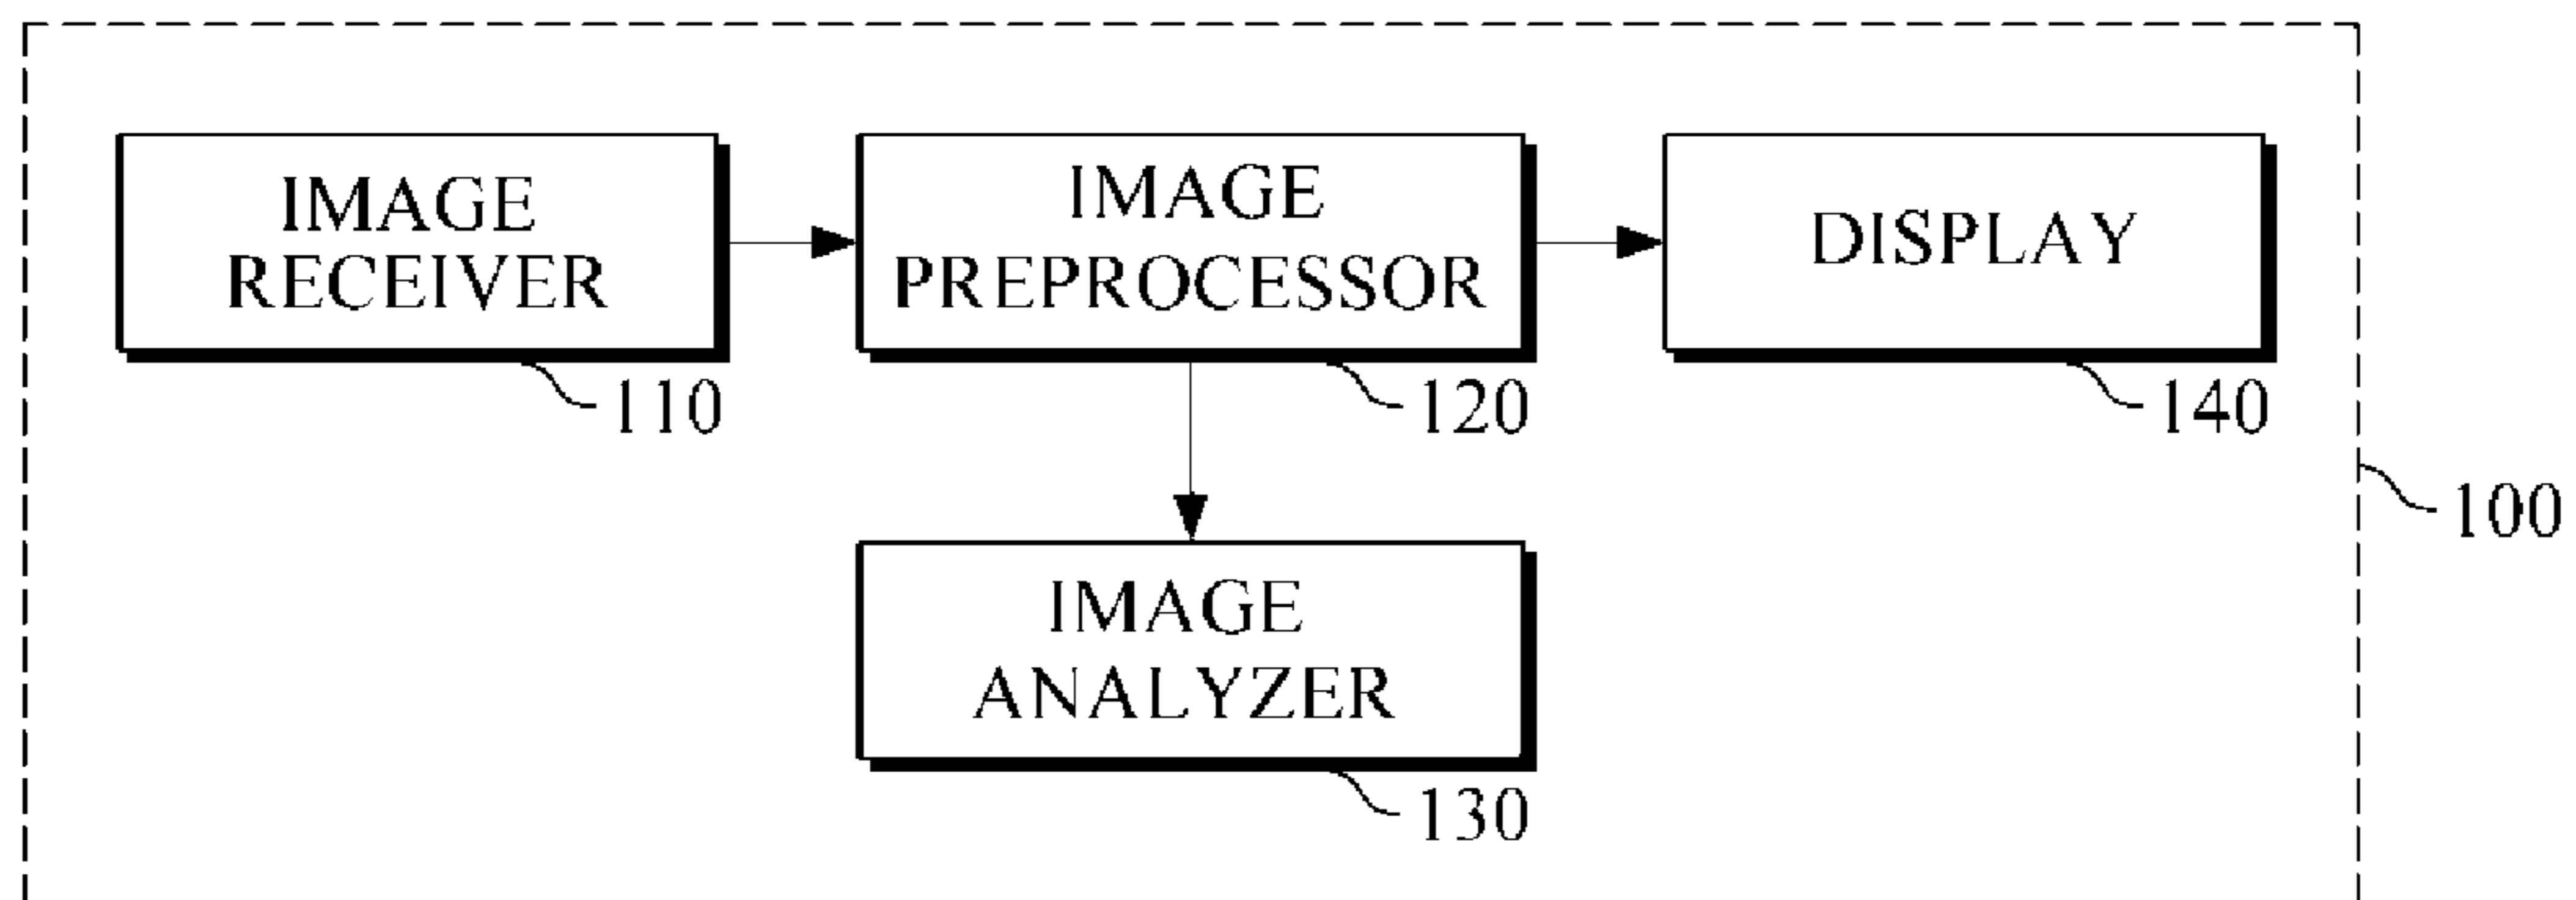 IMAGE
RECEIVER
110
IMAGE
PREPROCESSOR
120
DISPLAY
140
100
IMAGE
ANALYZER
130